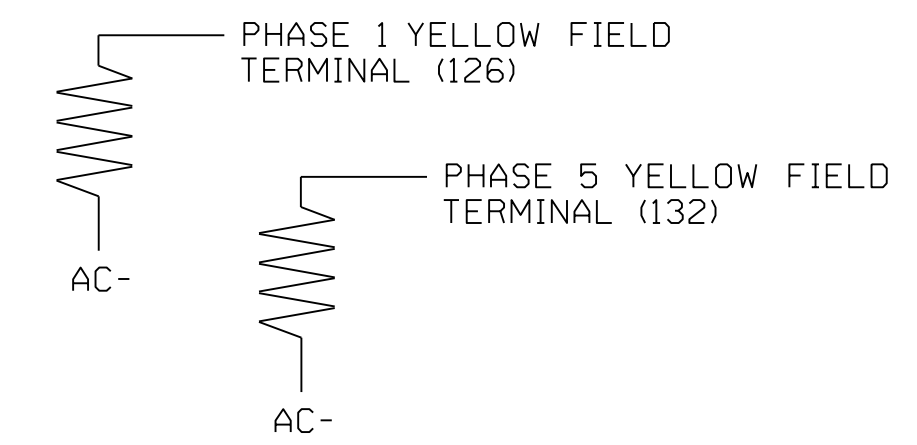 PHASE 1 YELLOW FIELD
TERMINAL (126)
AC-
PHASE 5 YELLOW FIELD
TERMINAL (132)
AC-